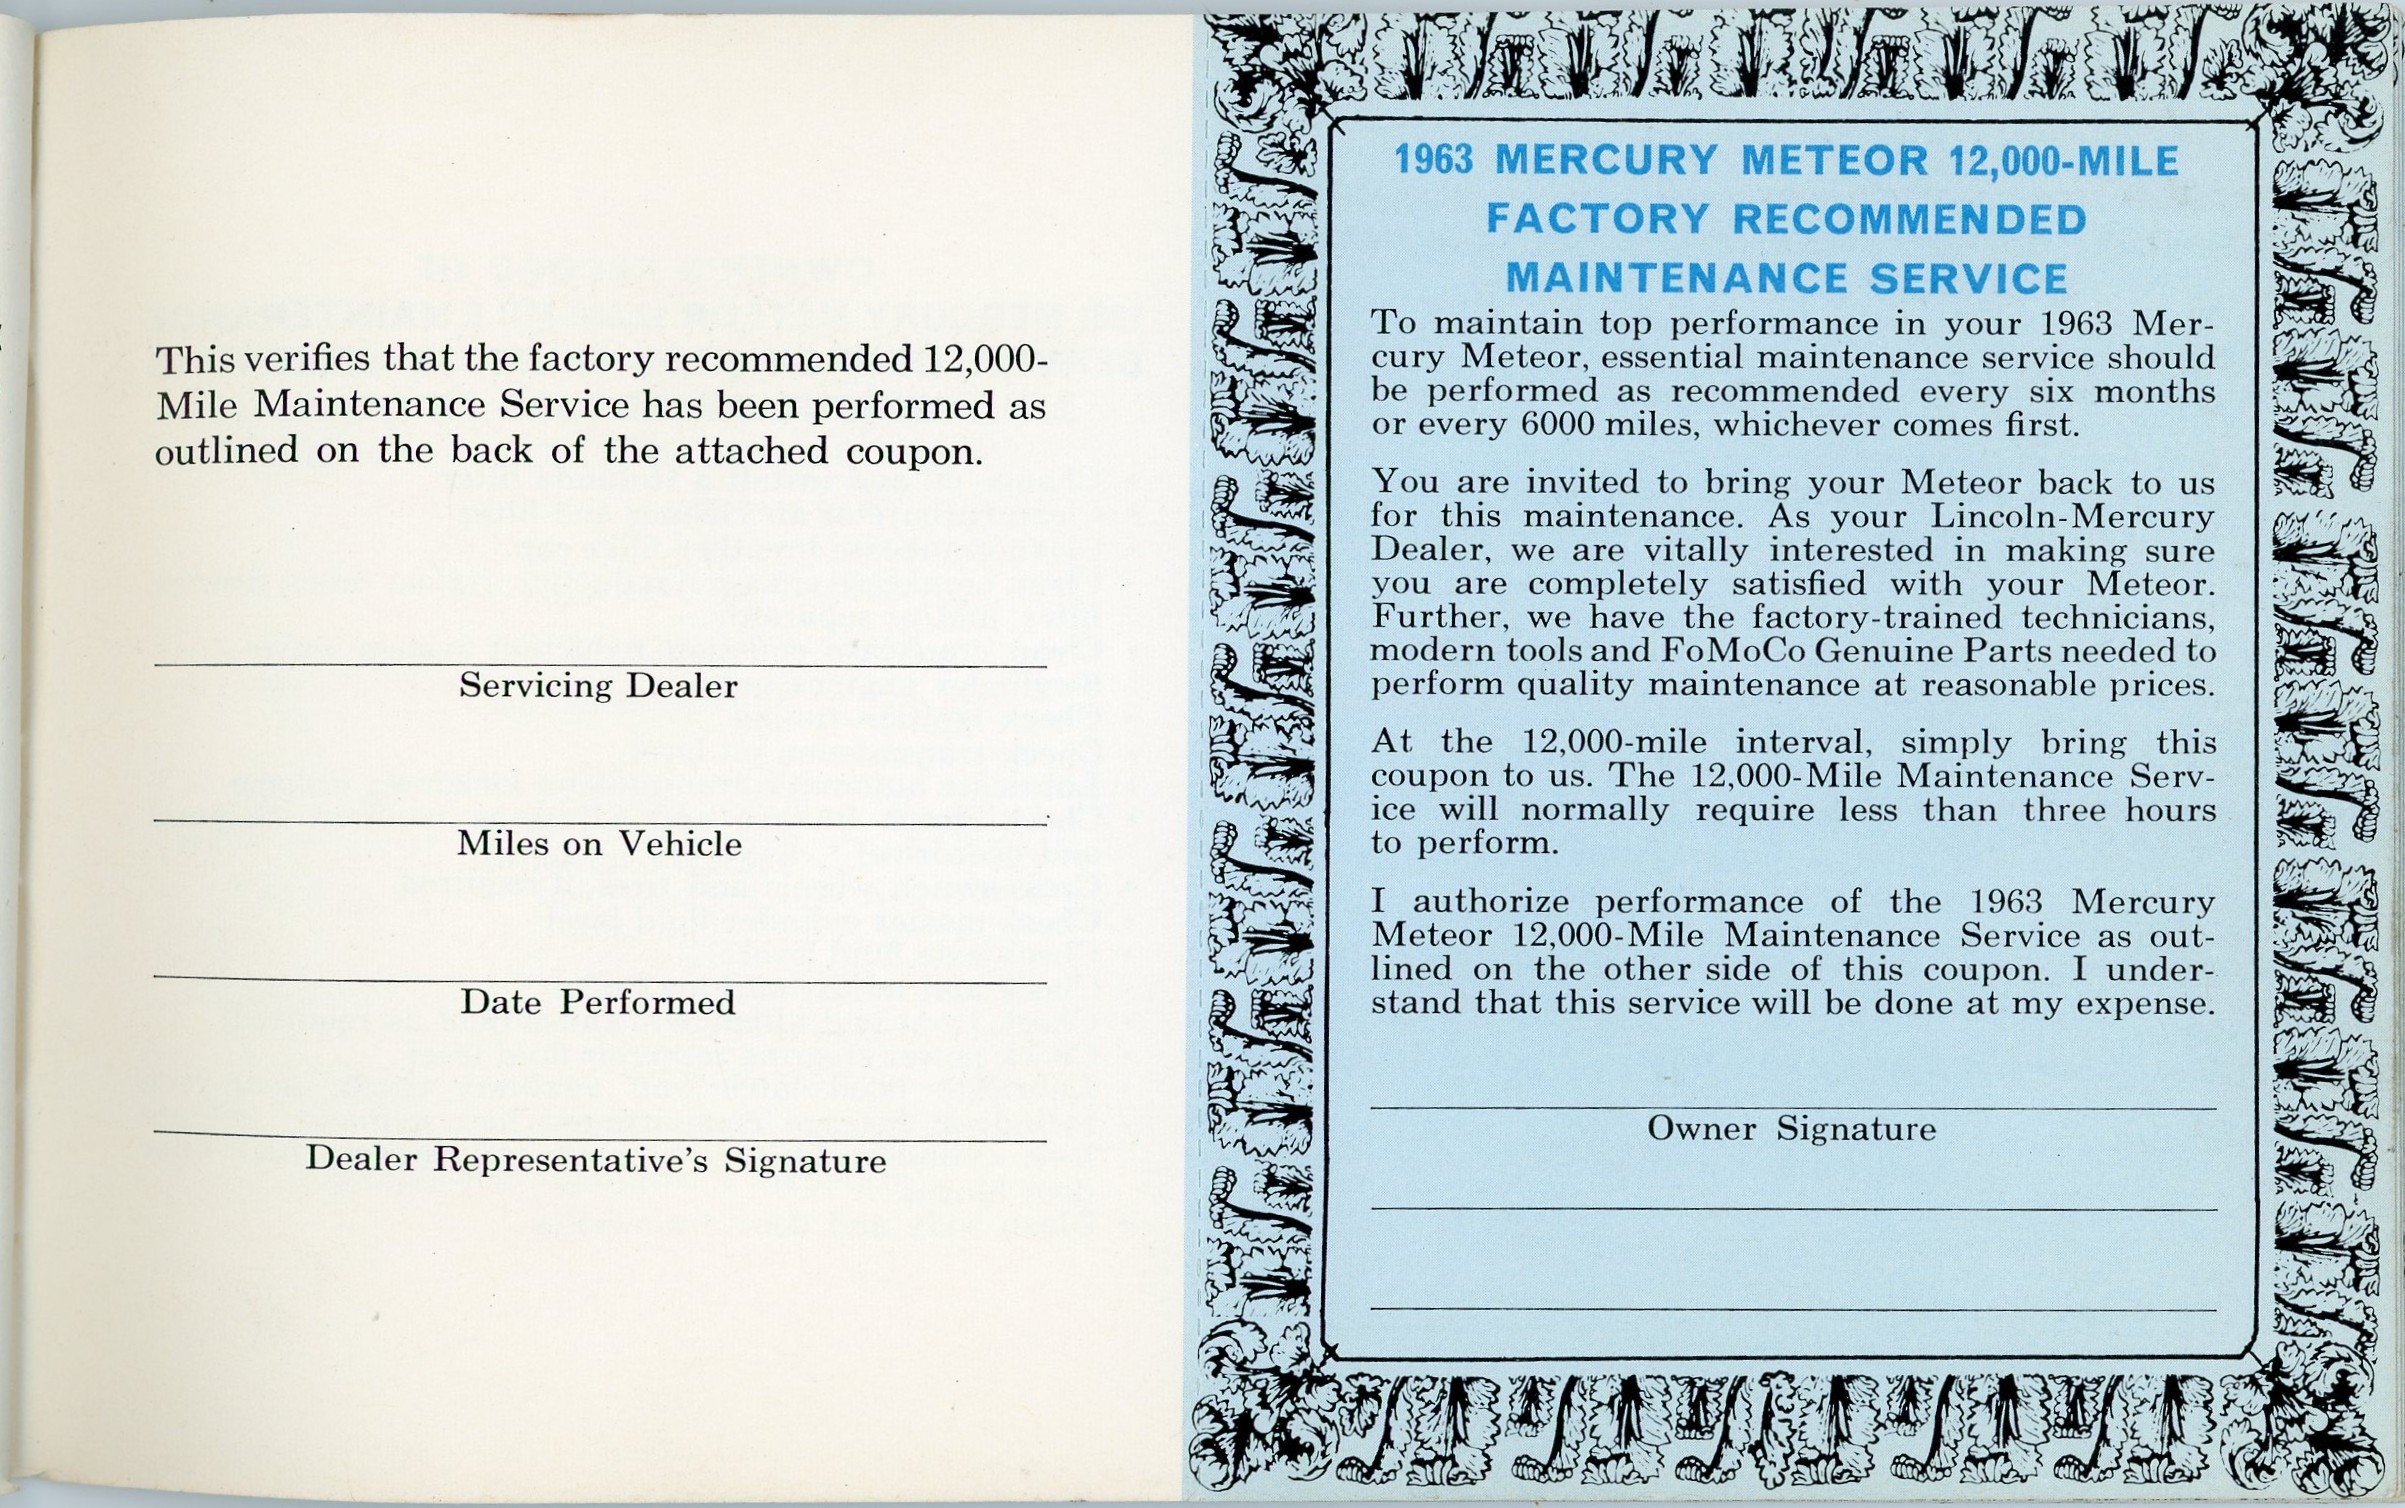 This verifies that the factory recommended 12,000-
Mile Maintenance Service has been performed as
outlined on the back of the attached coupon.
Servicing Dealer
Miles on Vehicle
Date Performed
Dealer Representative's Signature
1963 MERCURY METEOR 12,000-MILE
FACTORY RECOMMENDED
MAINTENANCE SERVICE
To maintain top performance in your 1963 Mer-
cury Meteor, essential maintenance service should
be performed as recommended every six months
or every 6000 miles, whichever comes first.
You are invited to bring your Meteor back to us
for this maintenance. As your Lincoln-Mercury
Dealer, we are vitally interested in making sure
you are completely satisfied with your Meteor.
Further, we have the factory-trained technicians,
modern tools and FoMoCo Genuine Parts needed to
perform quality maintenance at reasonable prices.
At the 12,000-mile interval, simply bring this
coupon to us. The 12,000-Mile Maintenance Serv-
ice will normally require less than three hours
to perform.
I authorize performance of the 1963 Mercury
Meteor 12,000-Mile Maintenance Service as out-
lined on the other side of this coupon. I under-
stand that this service will be done at my expense.
Owner Signature